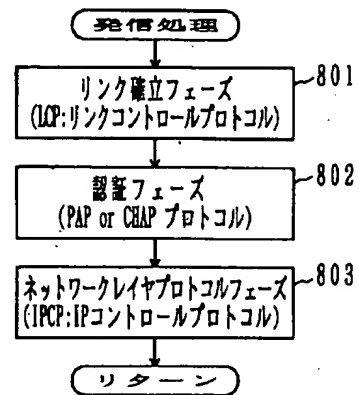 発信処理
リンク確立フェーズ
(LCP:リンクコントロールプロトコル)
801
認証フェーズ
(PAP or CHAP プロトコル)
802
ネットワークレイヤプロトコルフェーズ
(IPCP:IPコントロールプロトコル)
803
リターン